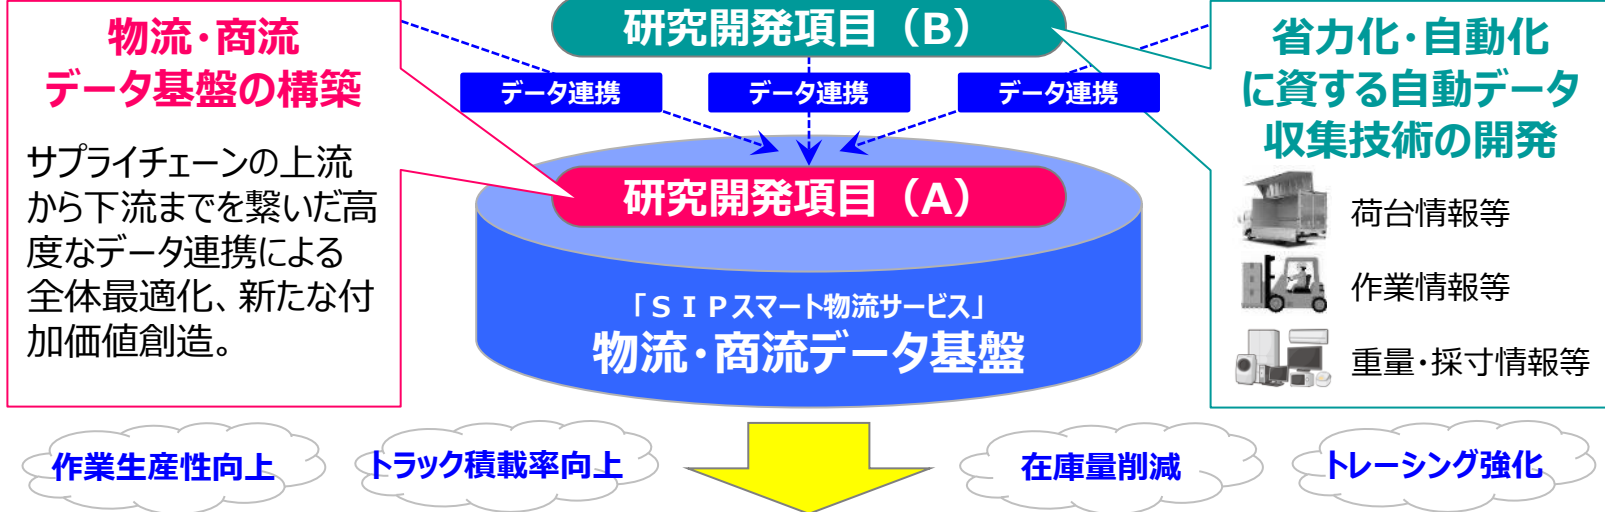 物流・商流
データ基盤の構築
サプライチェーンの上流
から下流までを繋いだ高
度なデータ連携による
全体最適化、新たな付
加価値創造。
研究開発項目（B）
データ連携
データ連携
データ連携
研究開発項目（A）
「ＳＩＰスマート物流サービス」
物流・商流データ基盤
省力化・自動化
に資する自動データ
収集技術の開発
荷台情報等
作業情報等
重量・採寸情報等
作業生産性向上
トラック積載率向上
在庫量削減
トレーシング強化